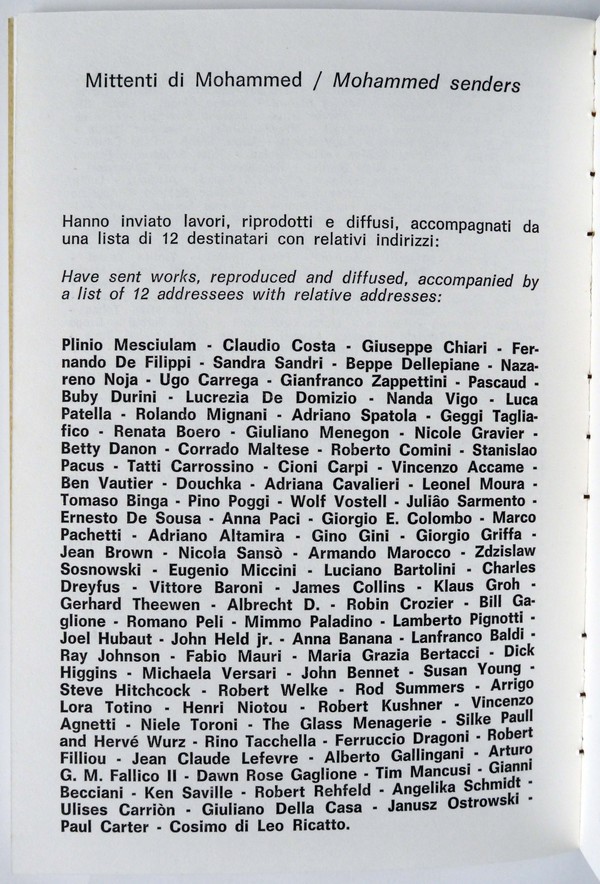 Mittenti di Mohammed / Mohammed senders
Hanno inviato lavori, riprodotti e diffusi, accompagnati da
una lista di 12 destinatari con relativi indirizzi:
Have sent works, reproduced and diffused, accompanied by
a list of 12 addressees with relative addresses:
Plinio Mesciulam - Claudio Costa - Giuseppe Chiari - Fer-
nando De Filippi - Sandra Sandri - Beppe Dellepiane - Naza-
reno Noja - Ugo Carrega - Gianfranco Zappettini - Pascaud -
Buby Durini - Lucrezia De Domizio - Nanda Vigo - Luca
Patella - Rolando Mignani - Adriano Spatola - Geggi Taglia-
fico - Renata Boero - Giuliano Menegon - Nicole Gravier -
Betty Danon - Corrado Maltese - Roberto Comini - Stanislao
Pacus - Tatti Carrossino - Cioni Carpi - Vincenzo Accame -
Ben Vautier - Douchka - Adriana Cavalieri - Leonel Moura -
Tomaso Binga - Pino Poggi - Wolf Vostell - Juliâo Sarmento -
Ernesto De Sousa - Anna Paci - Giorgio E. Colombo - Marco
Pachetti - Adriano Altamira - Gino Gini - Giorgio Griffa -
Jean Brown - Nicola Sansò - Armando Marocco - Zdzislaw
Sosnowski - Eugenio Miccini - Luciano Bartolini - Charles
Dreyfus - Vittore Baroni - James Collins - Klaus Groh -
Gerhard Theewen - Albrecht D. - Robin Crozier - Bill Ga-
glione - Romano Peli - Mimmo Paladino - Lamberto Pignotti -
Joel Hubaut - John Held jr. - Anna Banana - Lanfranco Baldi -
Ray Johnson - Fabio Mauri - Maria Grazia Bertacci - Dick
Higgins - Michaela Versari - John Bennet - Susan Young -
Steve Hitchcock - Robert Welke - Rod Summers - Arrigo
Lora Totino - Henri Niotou - Robert Kushner - Vincenzo
Agnetti - Niele Toroni - The Glass Menagerie - Silke Paull
and Hervé Wurz - Rino Tacchella - Ferruccio Dragoni - Robert
Filliou - Jean Claude Lefevre - Alberto Gallingani - Arturo
G. M. Fallico II - Dawn Rose Gaglione - Tim Mancusi - Gianni
Becciani - Ken Saville - Robert Rehfeld - Angelika Schmidt -
Ulises Carriòn - Giuliano Della Casa - Janusz Ostrowski -
Paul Carter - Cosimo di Leo Ricatto.